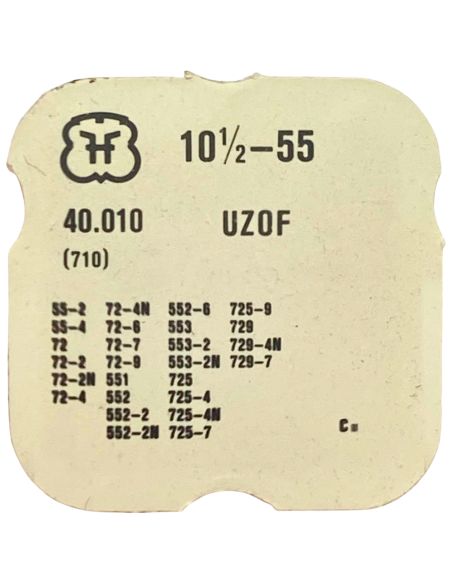 10½-55
40.010 UZOF
(710)
55-2 72-4N 552-6 725-9
55-4 72-6 553 729
72 72-7 553-2 729-4N
72-2 72-9 553-2N 729-7
72-2N 551 725
72-4 552 725-4
552-2 725-4N
552-2N 725-7